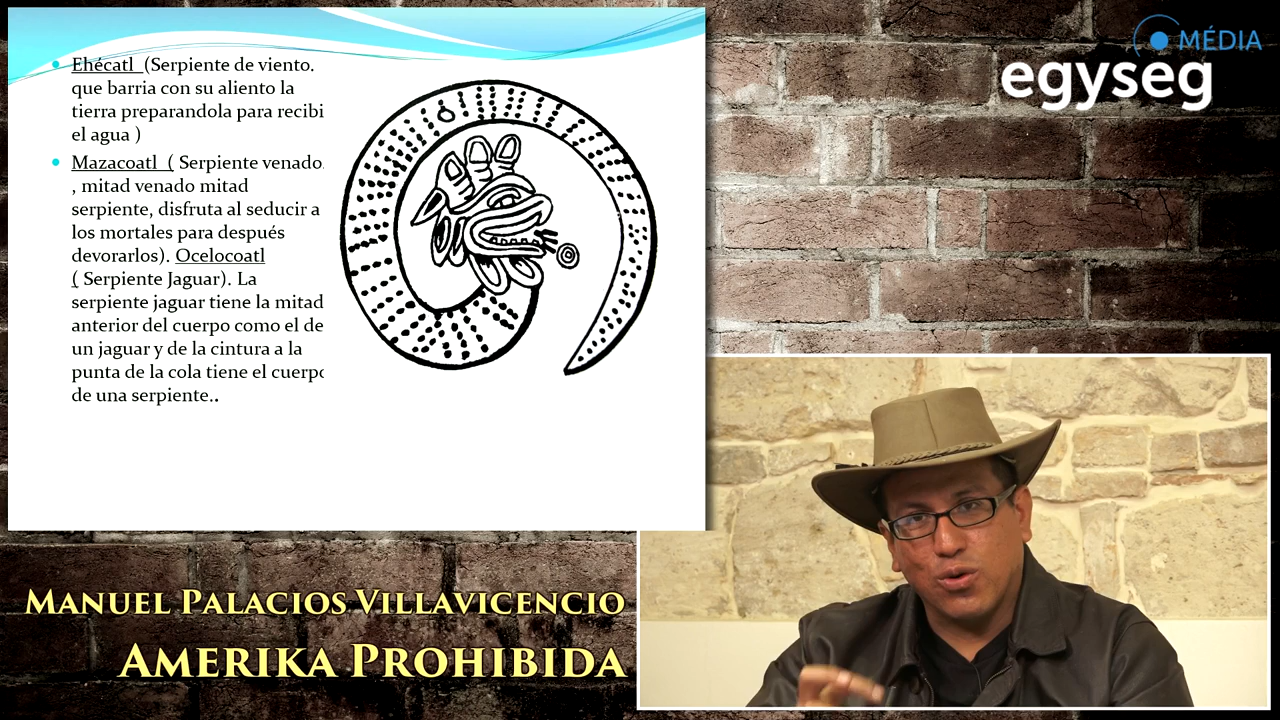 Ehécatl (Serpiente de viento.
que barria con su aliento la
tierra preparandola para recibi
el agua )
Mazacoatl ( Serpiente venado.
, mitad venado mitad
serpiente, disfruta al seducir a
los mortales para después
devorarlos). Ocelocoatl
( Serpiente Jaguar). La
serpiente jaguar tiene la mitad
anterior del cuerpo como el de
un jaguar y de la cintura a la
punta de la cola tiene el cuerpo
de una serpiente..
MÉDIA
egyseg
MANUEL PALACIOS VILLAVICENCIO
AMERIKA PROHIBIDA